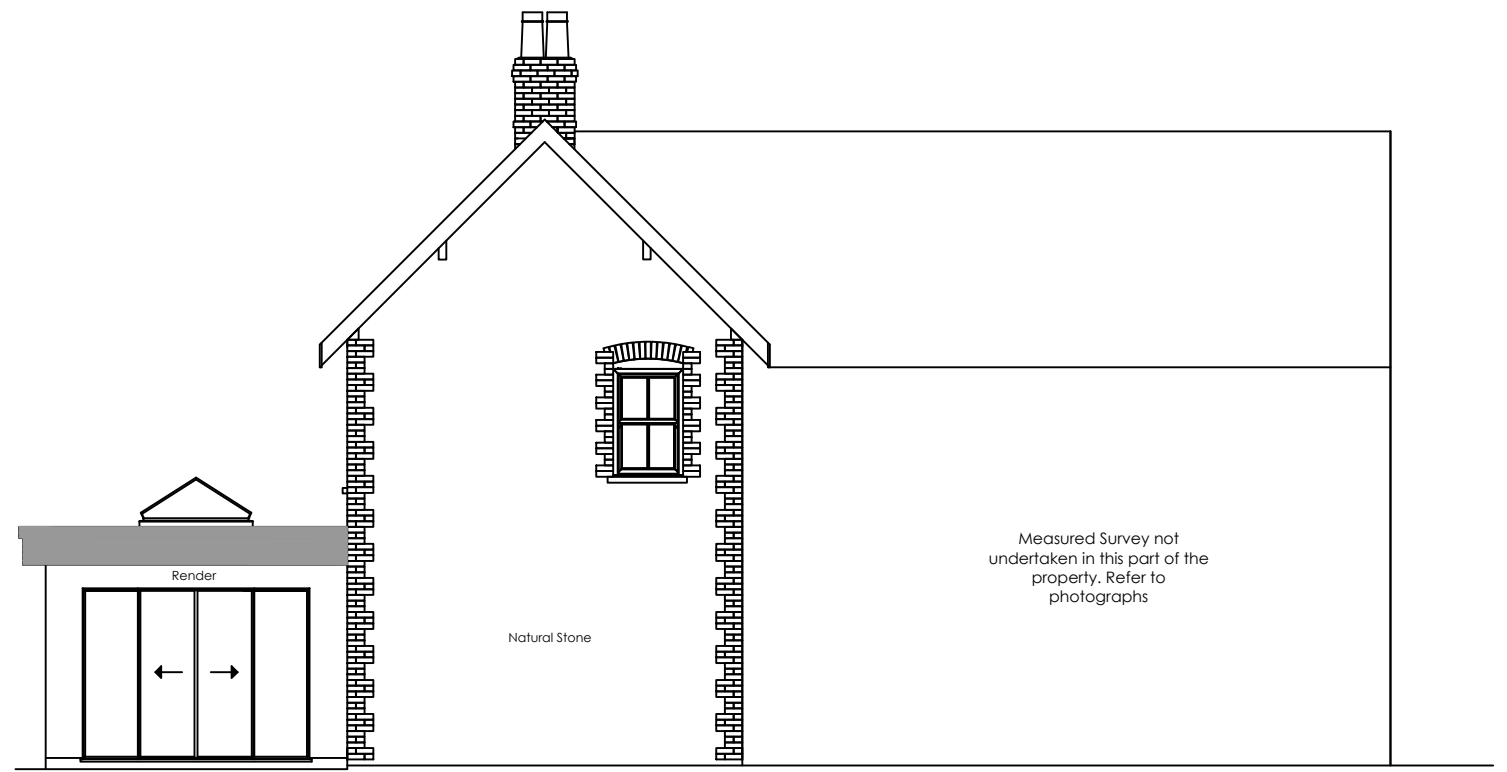 Measured Survey not
undertaken in this part of the
property. Refer to
photographs
Render
Natural Stone